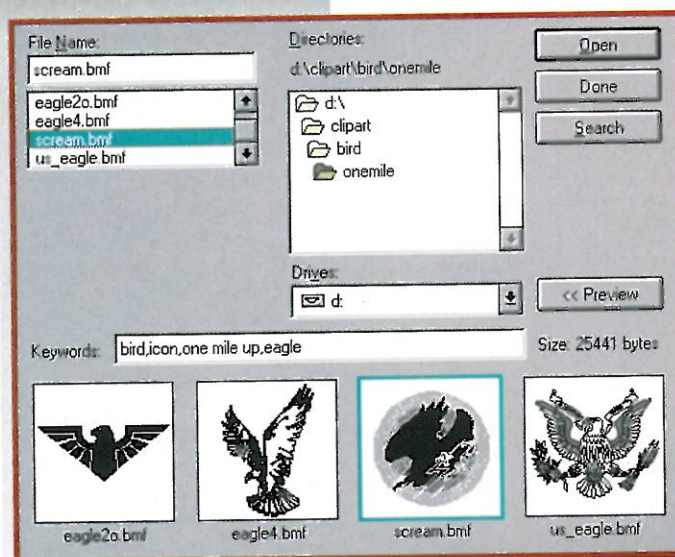 File Name:
scream.bmf
eagle2o.bmf
eagle4.bmf
scream.bmf
us_eagle.bmf
Directories:
d:\clipart\bird\onemile
d:\
clipart
bird
onemile
Drives:
d:
Open
Done
Search
<< Preview
Keywords: bird,icon,one mile up,eagle
Size: 25441 bytes
eagle2o.bmf eagle4.bmf scream.bmf us_eagle.bmf